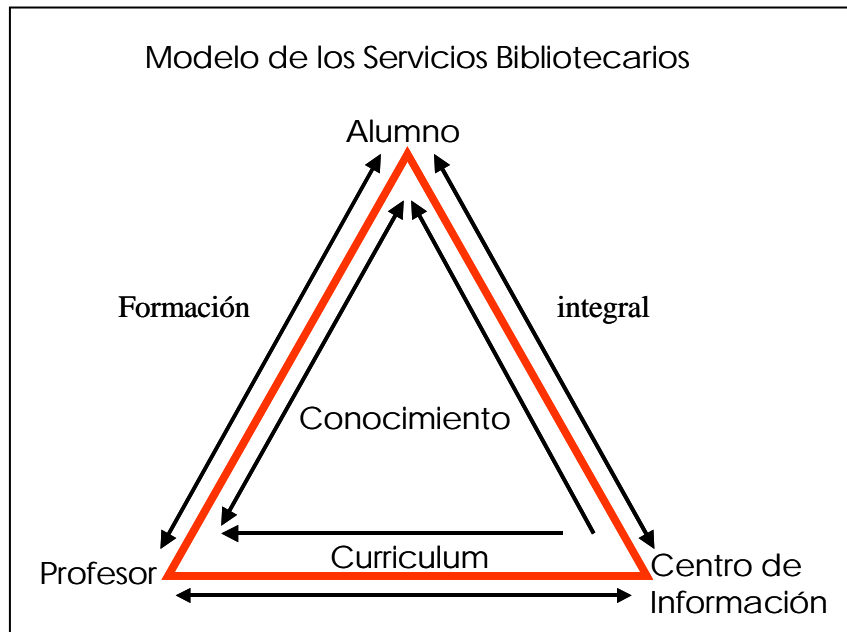 Modelo de los Servicios Bibliotecarios
Alumno
Formación
integral
Conocimiento
Curriculum
Profesor
Centro de
Información